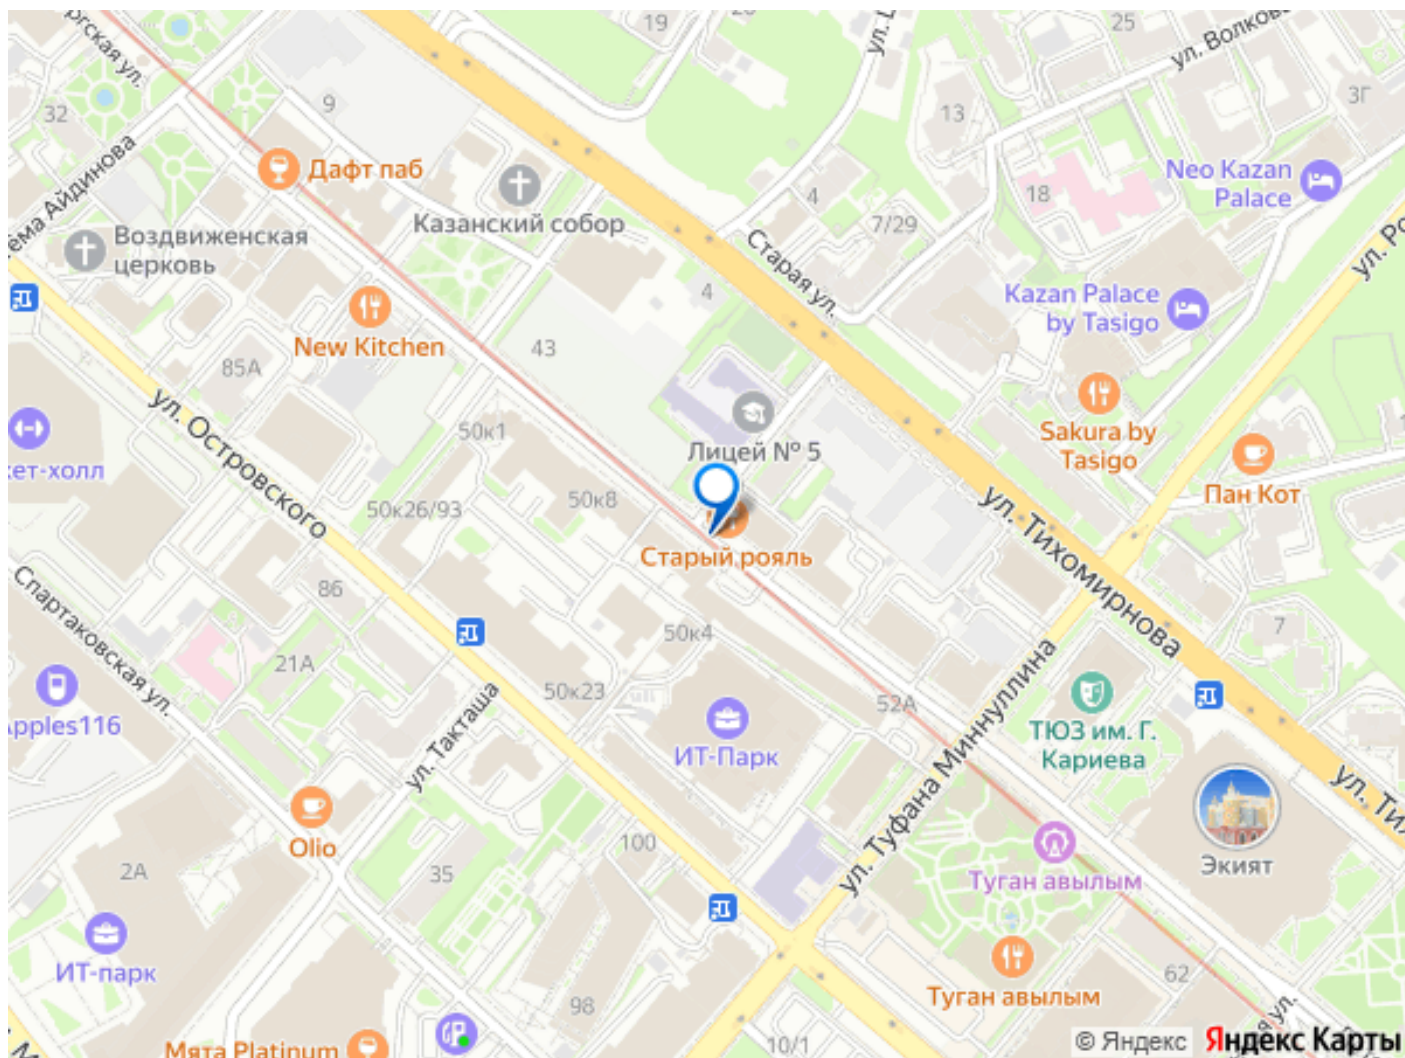 19
25
ул. Волкова
3Г
32
9
13
Дафт паб
Казанский собор
4
18
Neo Kazan
Palace
7/29
Воздвиженская
церковь
Старая ул.
4
Kazan Palace
by Tasigo
New Kitchen
43
85А
ул. Островского
50к1
Лицей № 5
Sakura by
Tasigo
Пан Кот
кет-холл
50к26/93
50к8
ул. Тихомирнова
Старый рояль
Спартаковская ул.
86
21А
50к4
7
50к23
52А
Apples116
ул. Такташа
ИТ-Парк
ул. Туфана Миннуллина
ТЮЗ им. Г.
Кариева
Olio
100
Экият
2А
35
Туган авылым
ИТ-парк
98
Туган авылым
62
10/1
Мята Platinum
© Яндекс Яндекс Карты